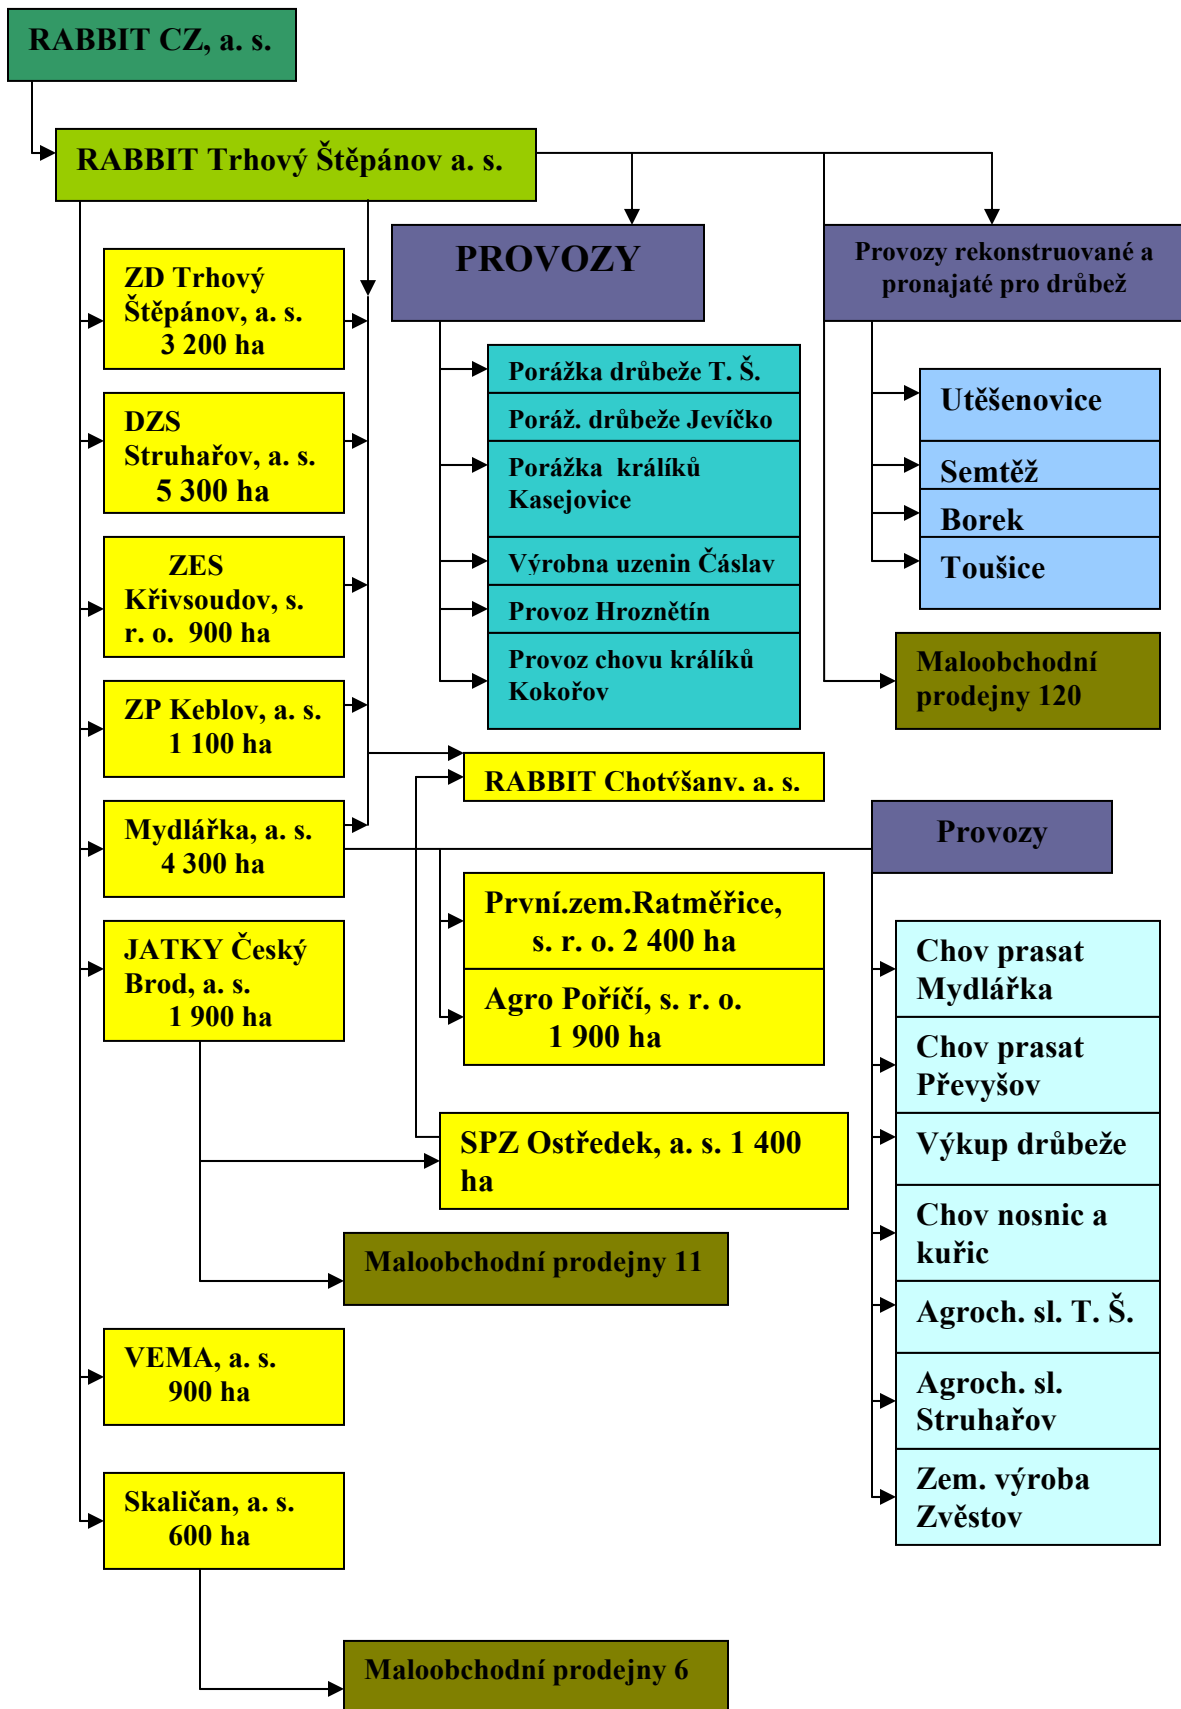 RABBIT CZ, a. s.
RABBIT Trhový Štěpánov a. s.
PROVOZY
Provozy rekonstruované a
pronajaté pro drůbež
ZD Trhový
Štěpánov, a. s.
3 200 ha
DZS
Struhařov, a. s.
5 300 ha
ZES
Křivsoudov, s.
r. o. 900 ha
ZP Keblov, a. s.
1 100 ha
Mydlářka, a. s.
4 300 ha
JATKY Český
Brod, a. s.
1 900 ha
VEMA, a. s.
900 ha
Skaličan, a. s.
600 ha
Porážka drůbeže T. Š.
Poráž. drůbeže Jevíčko
Porážka králíků
Kasejovice
Výrobna uzenin Čáslav
Provoz Hroznětín
Provoz chovu králíků
Kokořov
Utěšenovice
Semtěž
Borek
Toušice
Maloobchodní
prodejny 120
RABBIT Chotýšany, a. s.
První.zem.Ratměřice,
s. r. o. 2 400 ha
Agro Poříčí, s. r. o.
1 900 ha
SPZ Ostředek, a. s. 1 400
ha
Maloobchodní prodejny 11
Maloobchodní prodejny 6
Provozy
Chov prasat
Mydlářka
Chov prasat
Převyšov
Výkup drůbeže
Chov nosnic a
kuřic
Agroch. sl. T. Š.
Agroch. sl.
Struhařov
Zem. výroba
Zvěstov